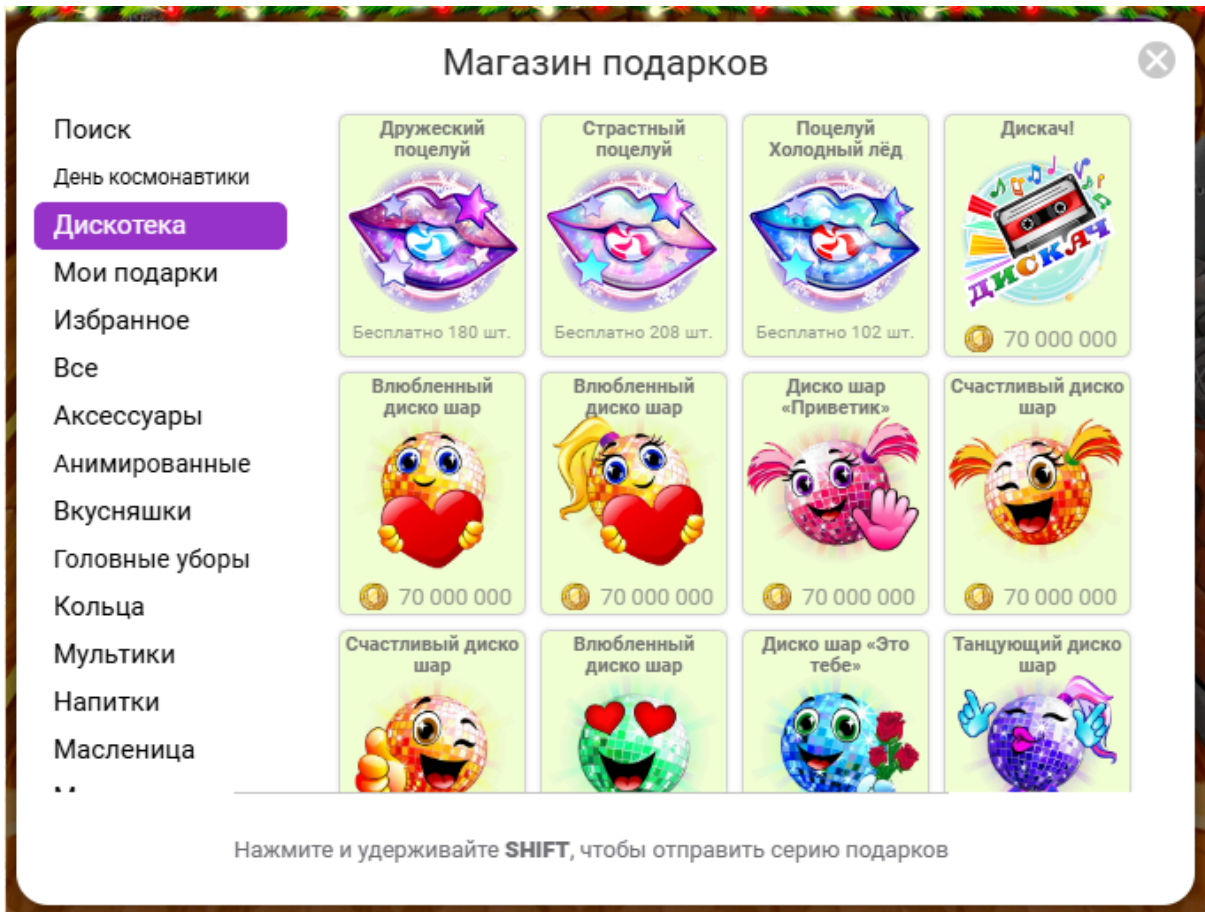 Магазин подарков
Поиск
День космонавтики
Дискотека
Мои подарки
Избранное
Все
Аксессуары
Анимированные
Вкусняшки
Головные уборы
Кольца
Мультики
Напитки
Масленица
Дружеский
поцелуй
Бесплатно 180 шт.
Страстный
поцелуй
Бесплатно 208 шт.
Поцелуй
Холодный лёд
Бесплатно 102 шт.
Дискач!
ДИСКАЧ
70 000 000
Влюбленный
диско шар
70 000 000
Влюбленный
диско шар
70 000 000
Диско шар
«Приветик»
70 000 000
Счастливый диско
шар
70 000 000
Счастливый диско
шар
Влюбленный
диско шар
Диско шар «Это
тебе»
Танцующий диско
шар
Нажмите и удерживайте SHIFT, чтобы отправить серию подарков